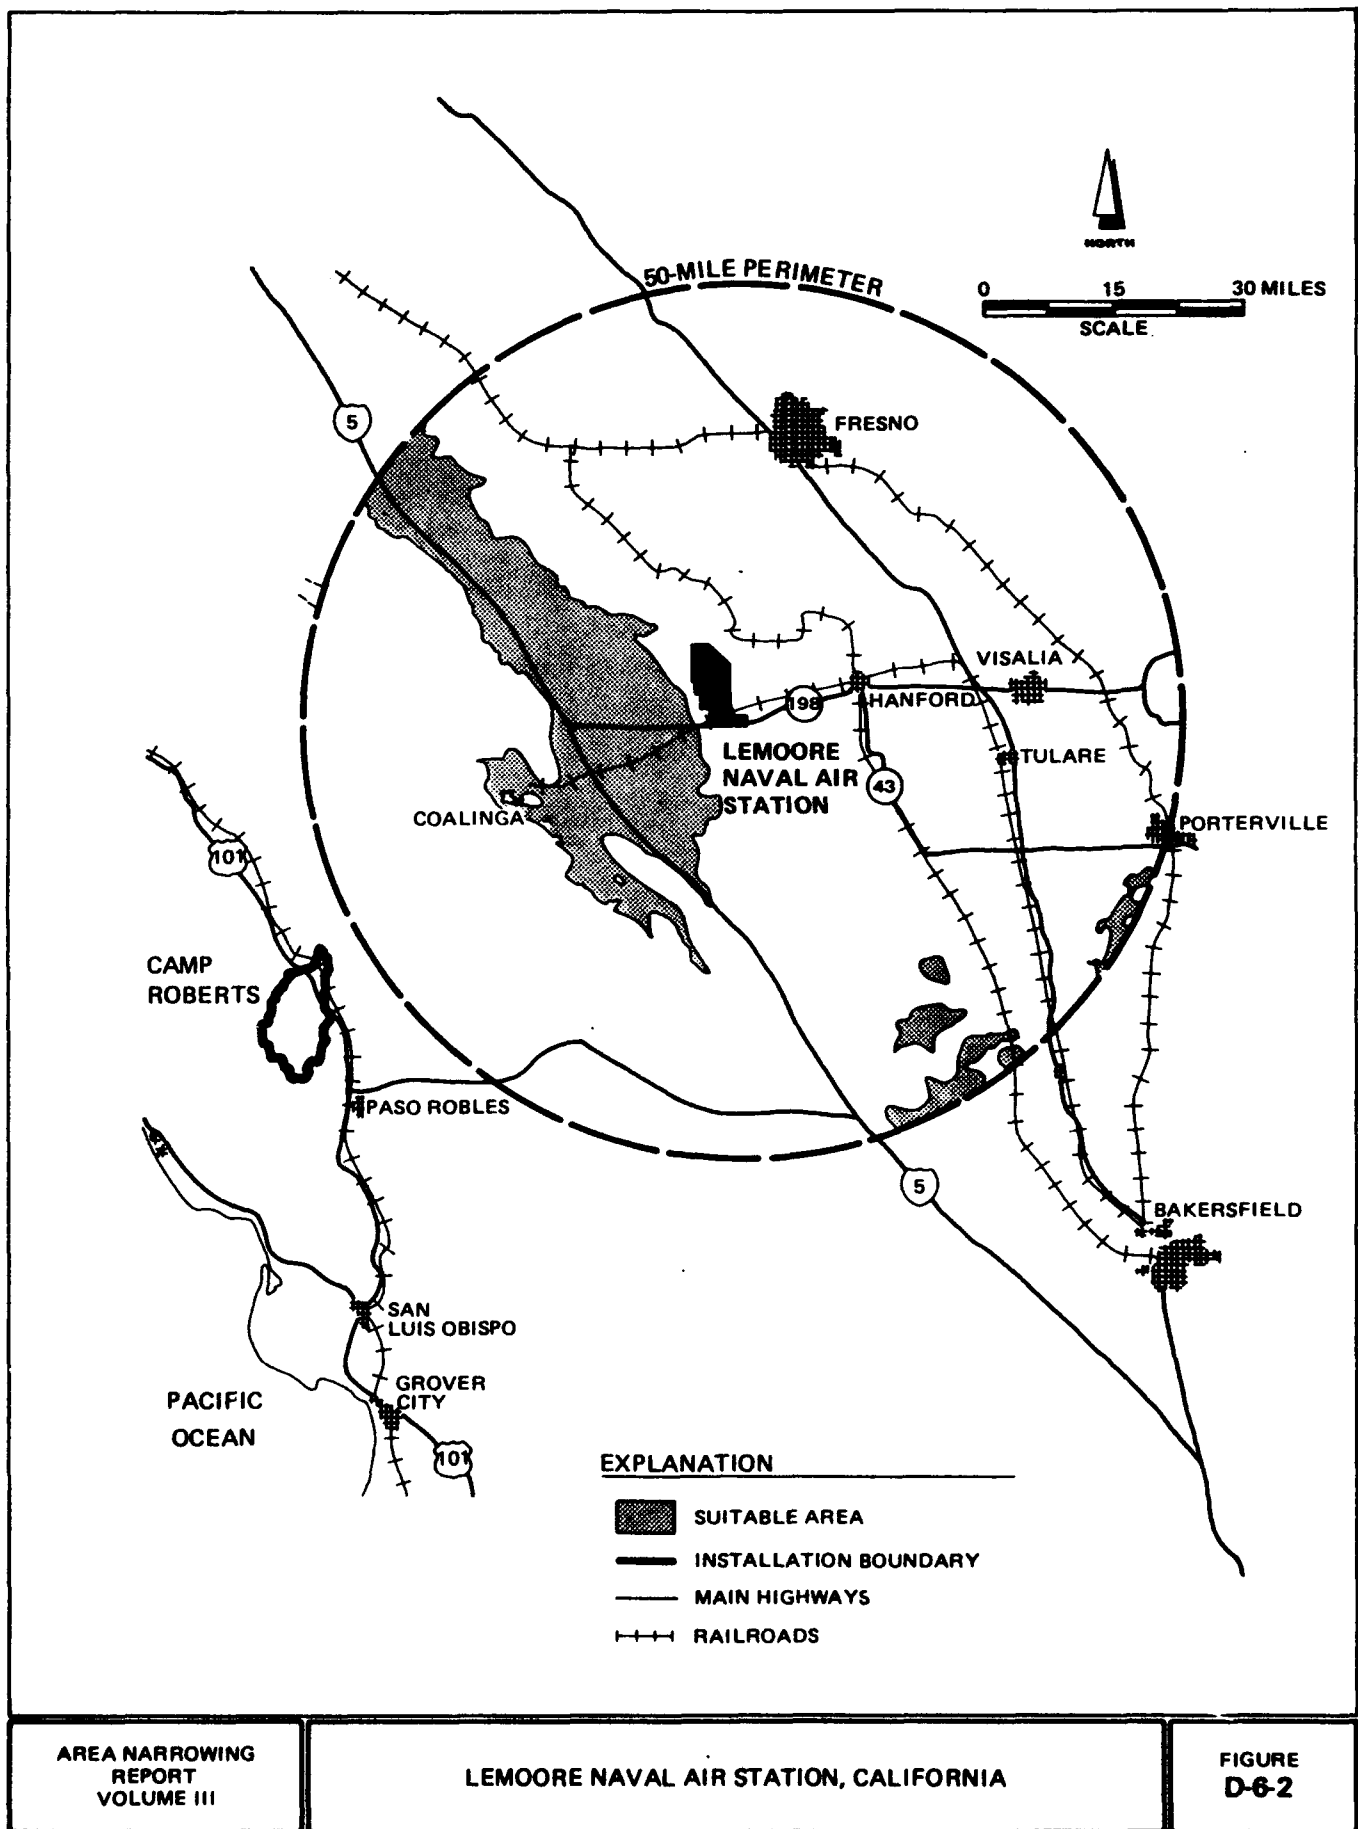 NORTH
0 15 30 MILES
SCALE
50-MILE PERIMETER
5
FRESNO
VISALIA
HANFORD
198
LEMOORE
NAVAL AIR
STATION
TULARE
43
COALINGA
PORTERVILLE
101
CAMP
ROBERTS
PASO ROBLES
5
BAKERSFIELD
SAN
LUIS OBISPO
GROVER
CITY
PACIFIC
OCEAN
101
EXPLANATION
SUITABLE AREA
INSTALLATION BOUNDARY
MAIN HIGHWAYS
RAILROADS
AREA NARROWING
REPORT
VOLUME III
LEMOORE NAVAL AIR STATION, CALIFORNIA
FIGURE
D-6-2